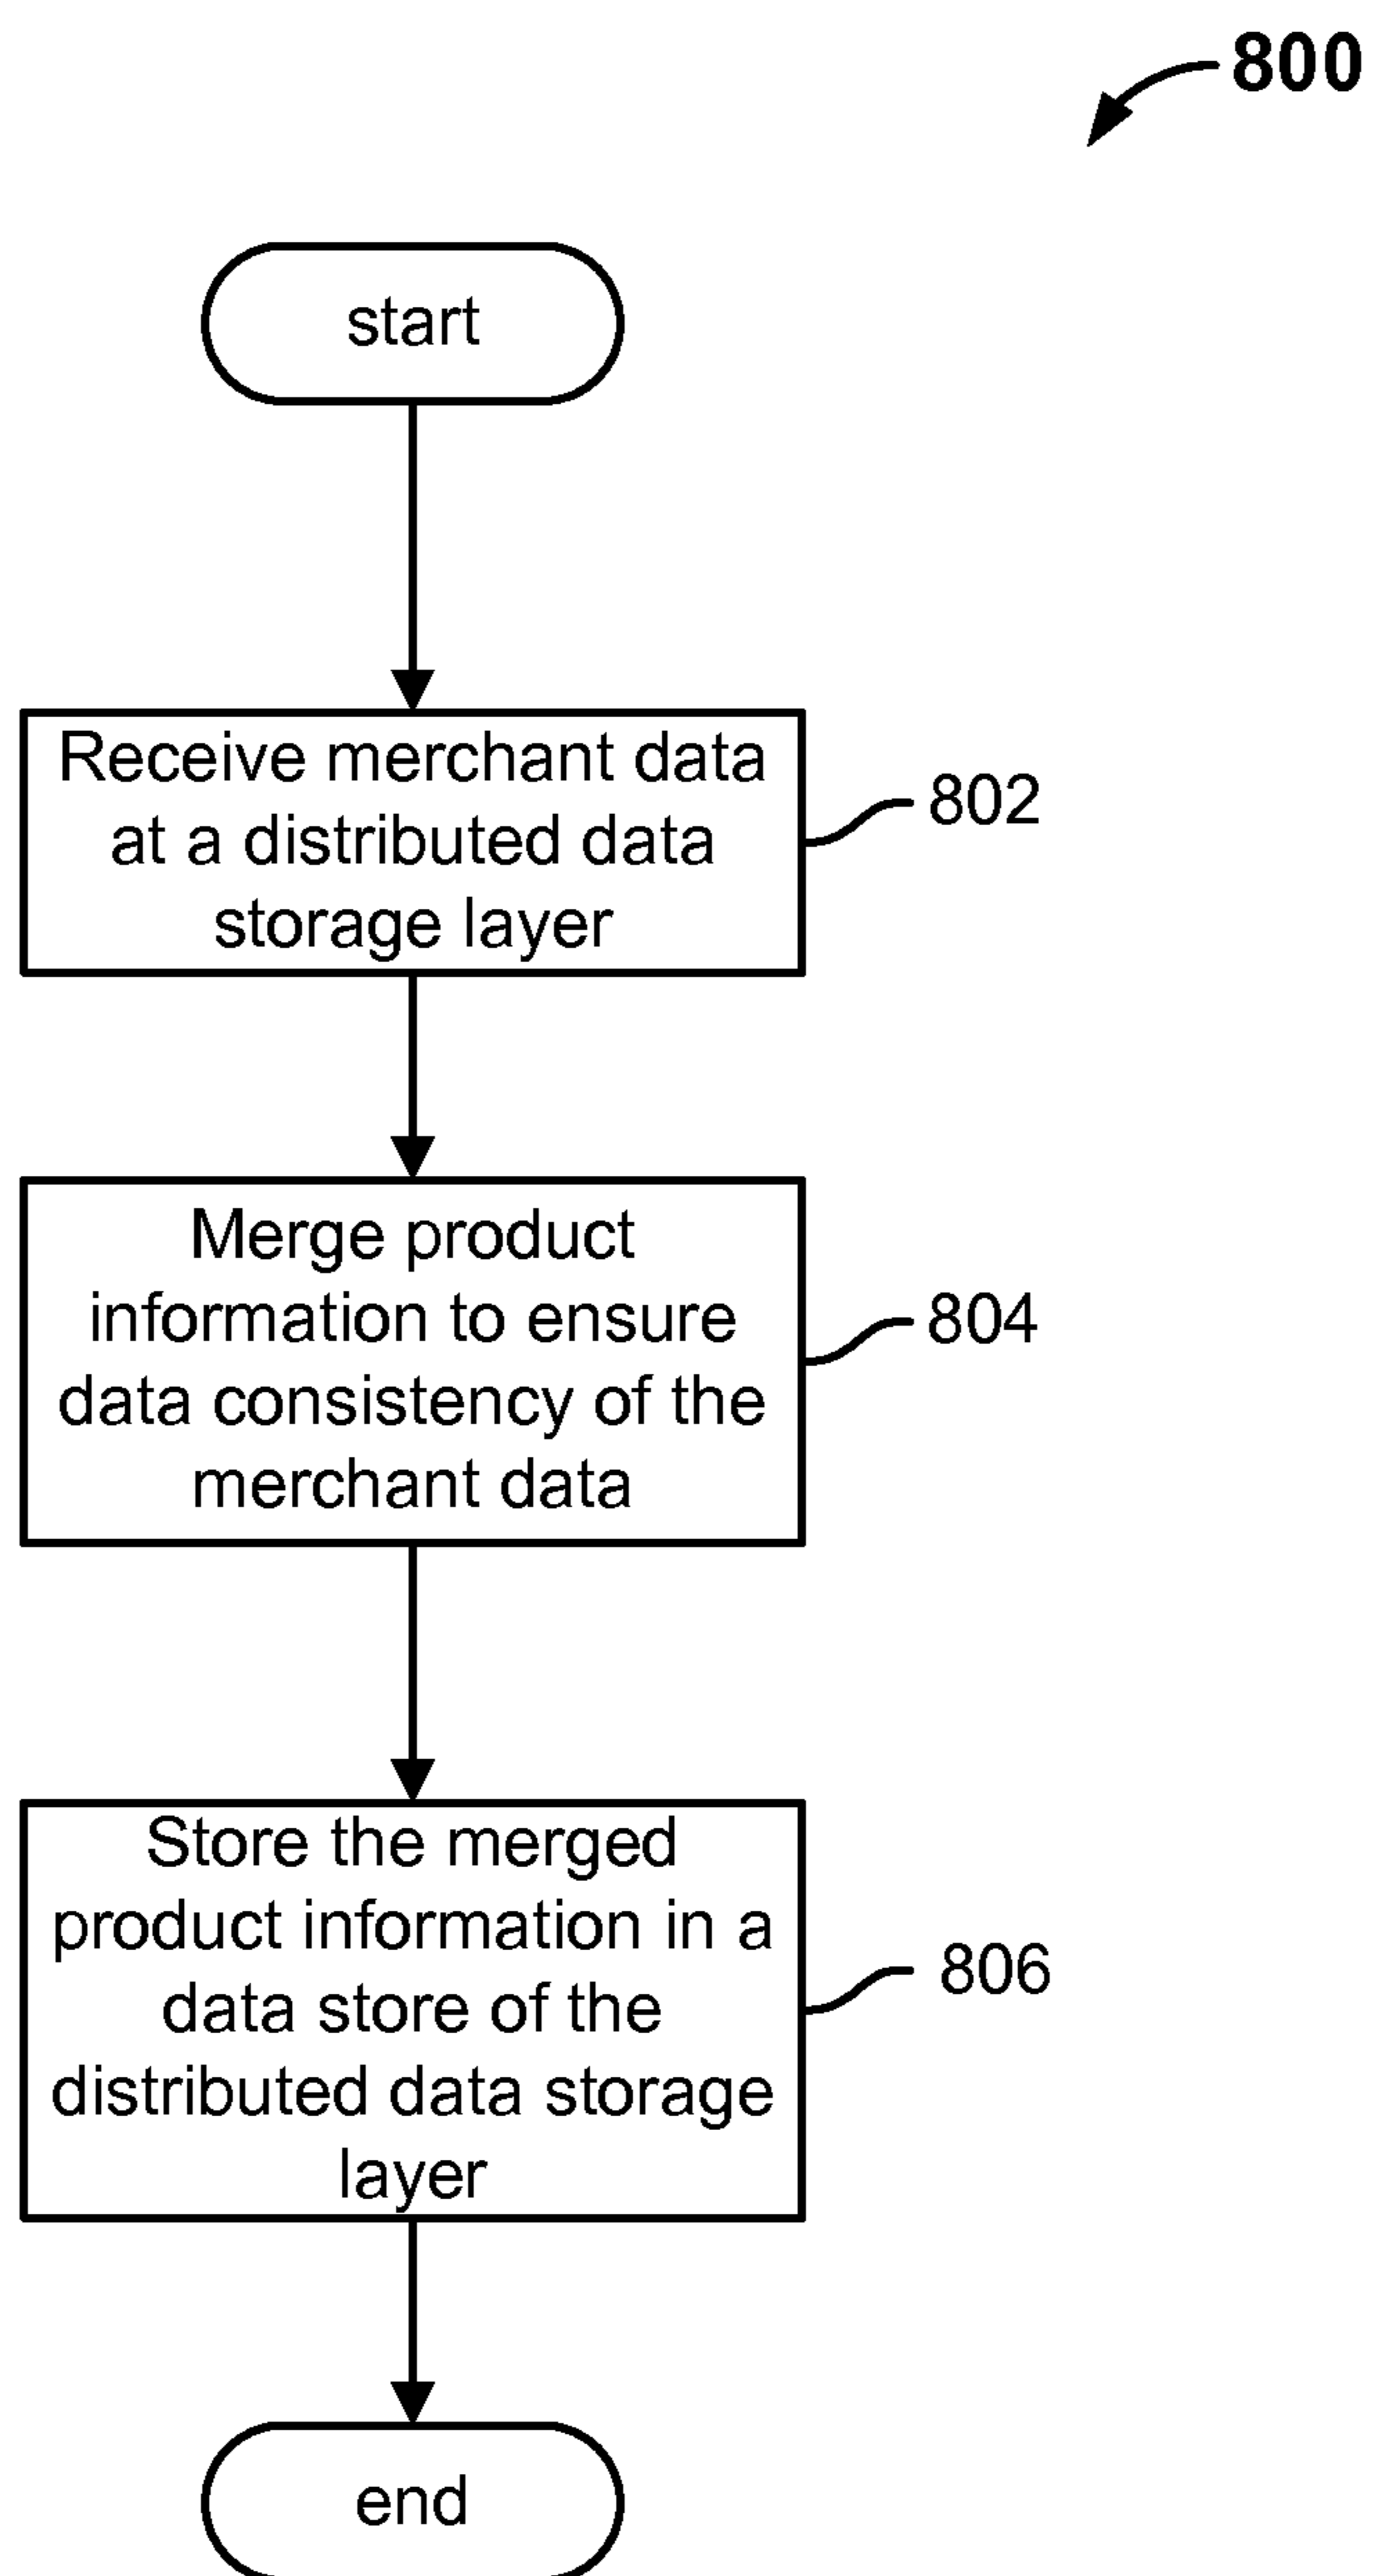 800
start
Receive merchant data
at a distributed data
storage layer
802
Merge product
information to ensure
data consistency of the
merchant data
804
Store the merged
product information in a
data store of the
distributed data storage
layer
806
end